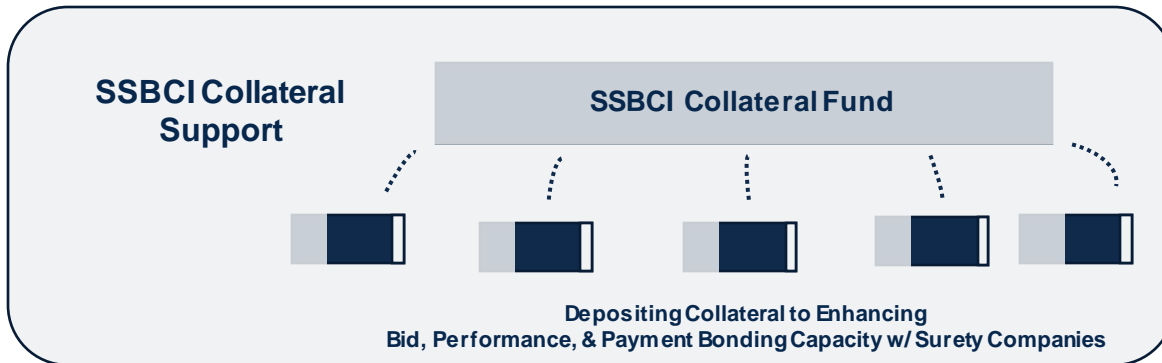 SSBCI Collateral
Support
SSBCI Collateral Fund
Depositing Collateral to Enhancing
Bid, Performance, & Payment Bonding Capacity w/ Surety Companies